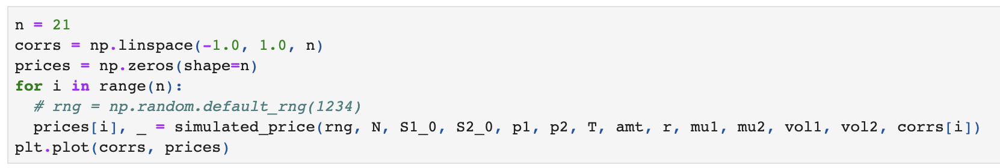 n = 21
corrs = np.linspace(-1.0, 1.0, n)
prices = np.zeros(shape=n)
for i in range(n):
  # rng = np.random.default_rng(1234)
  prices[i], _ = simulated_price(rng, N, S1_0, S2_0, p1, p2, T, amt, r, mu1, mu2, vol1, vol2, corrs[i])
plt.plot(corrs, prices)